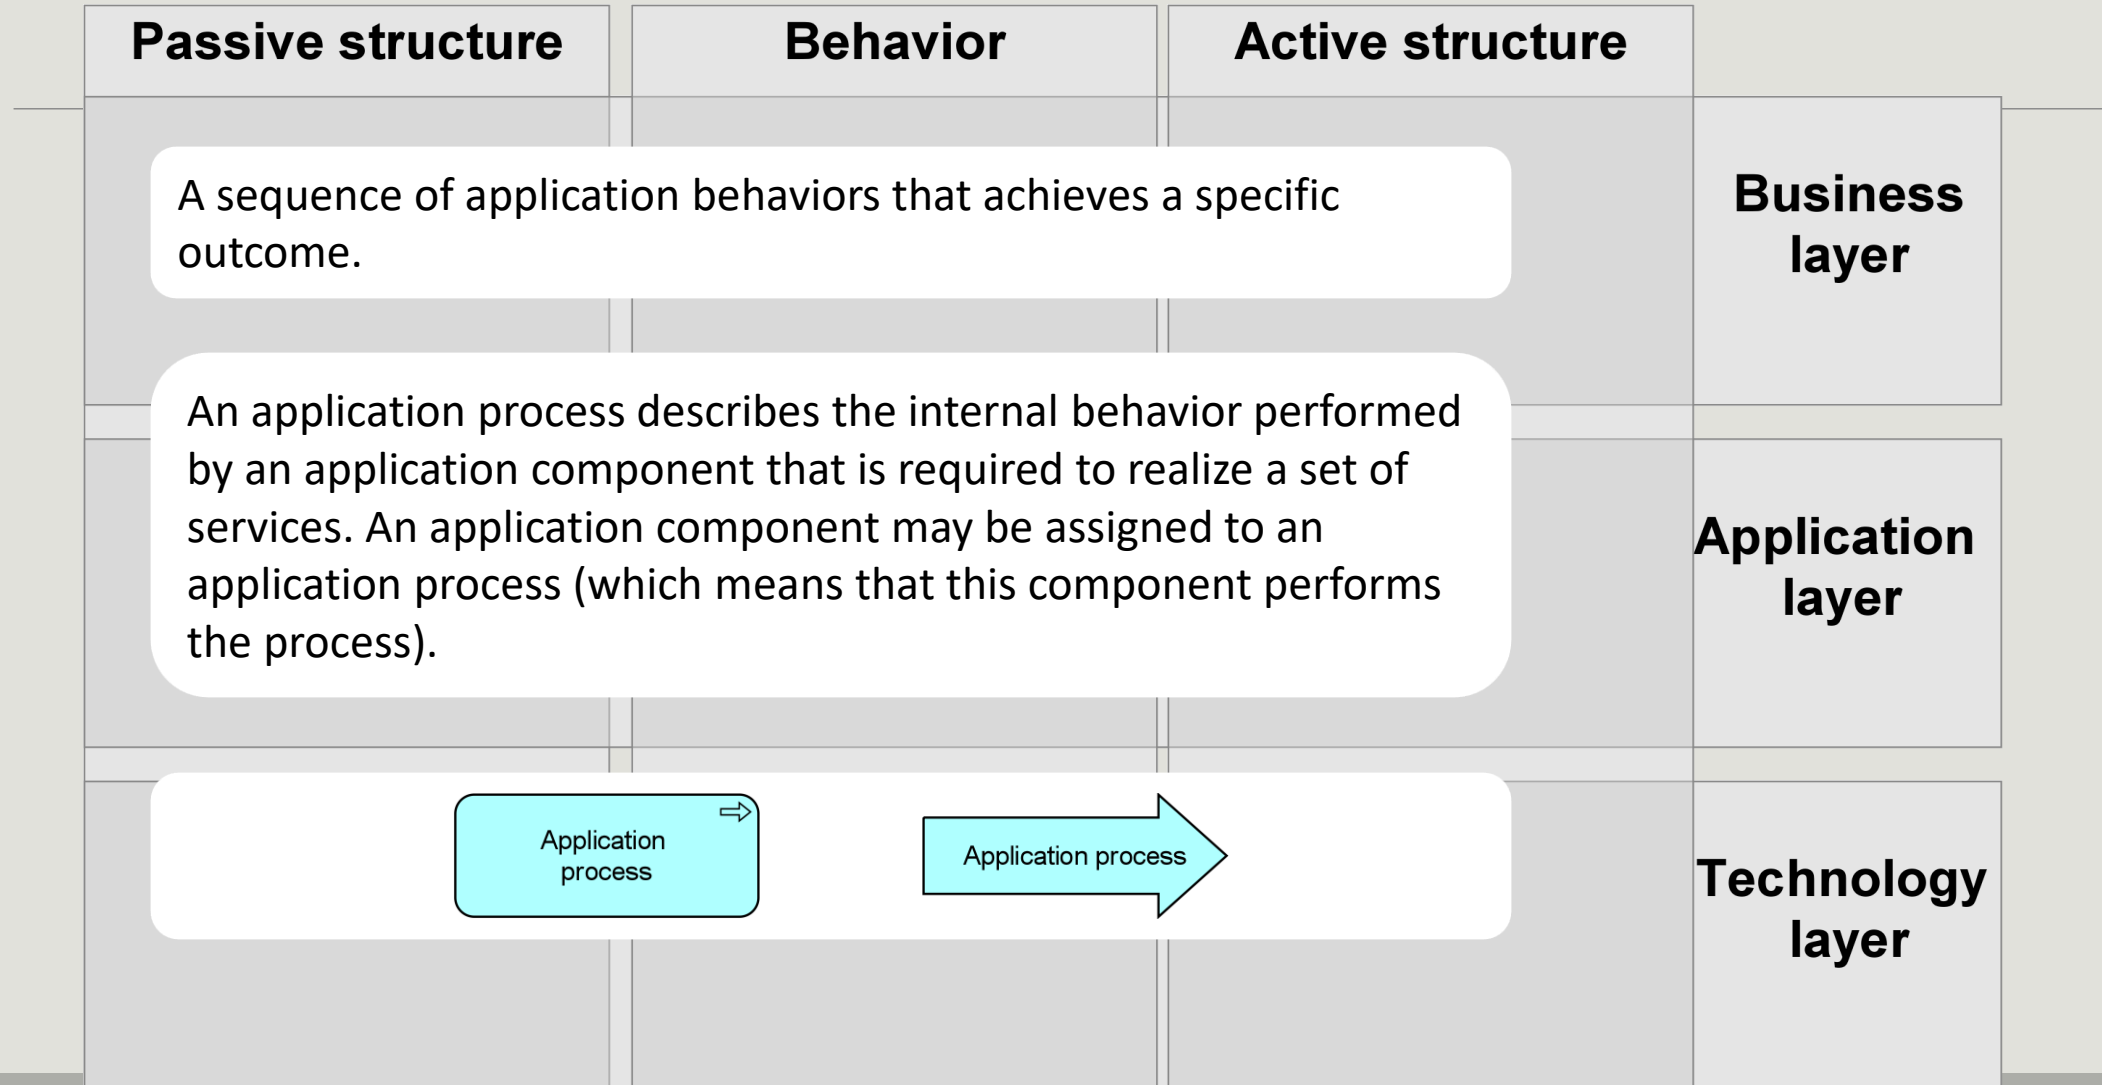 Passive structure
Behavior
Active structure
A sequence of application behaviors that achieves a specific
outcome.
Business
layer
An application process describes the internal behavior performed
by an application component that is required to realize a set of
services. An application component may be assigned to an
application process (which means that this component performs
the process).
Application
layer
Application
process
Application process
Technology
layer